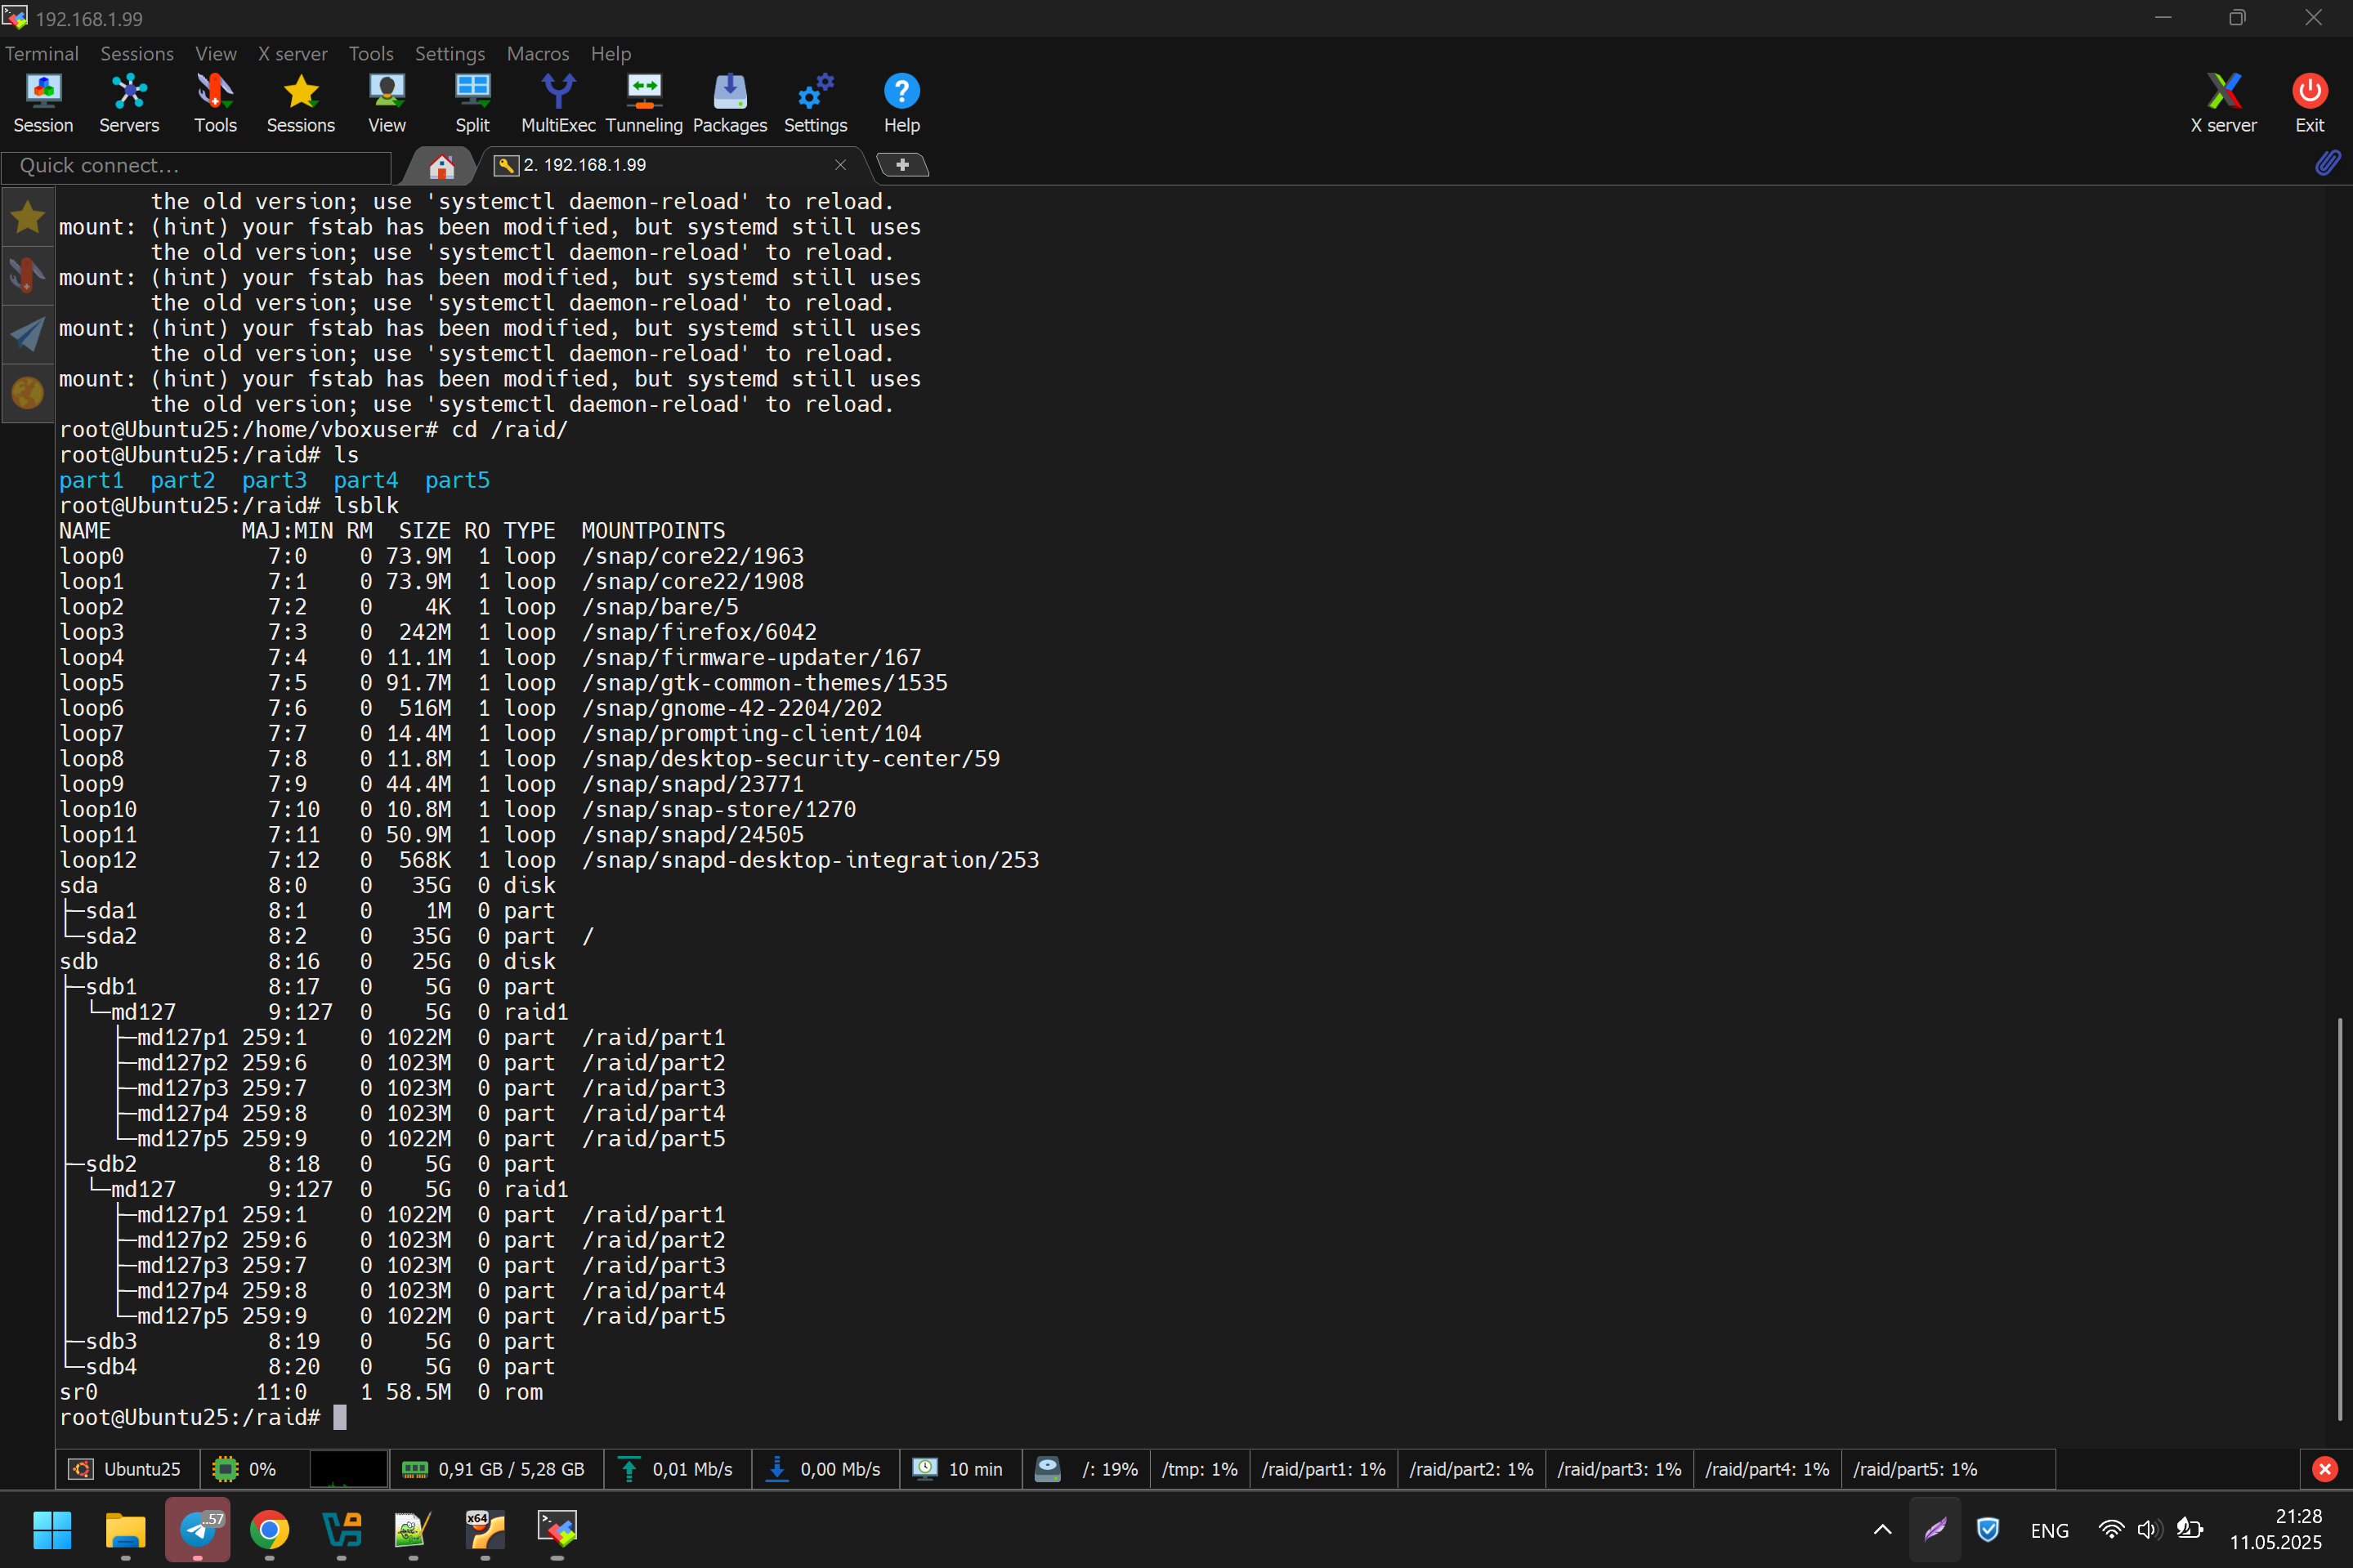 192.168.1.99
Terminal Sessions View X server Tools Settings Macros Help
Session Servers Tools Sessions View Split MultiExec Tunneling Packages Settings Help X server Exit
Quick connect... 2. 192.168.1.99
        the old version; use 'systemctl daemon-reload' to reload.
mount: (hint) your fstab has been modified, but systemd still uses
       the old version; use 'systemctl daemon-reload' to reload.
mount: (hint) your fstab has been modified, but systemd still uses
       the old version; use 'systemctl daemon-reload' to reload.
mount: (hint) your fstab has been modified, but systemd still uses
       the old version; use 'systemctl daemon-reload' to reload.
mount: (hint) your fstab has been modified, but systemd still uses
       the old version; use 'systemctl daemon-reload' to reload.
root@Ubuntu25:/home/vboxuser# cd /raid/
root@Ubuntu25:/raid# ls
part1  part2  part3  part4  part5
root@Ubuntu25:/raid# lsblk
NAME          MAJ:MIN RM  SIZE RO TYPE  MOUNTPOINTS
loop0           7:0    0 73.9M  1 loop  /snap/core22/1963
loop1           7:1    0 73.9M  1 loop  /snap/core22/1908
loop2           7:2    0    4K  1 loop  /snap/bare/5
loop3           7:3    0  242M  1 loop  /snap/firefox/6042
loop4           7:4    0 11.1M  1 loop  /snap/firmware-updater/167
loop5           7:5    0 91.7M  1 loop  /snap/gtk-common-themes/1535
loop6           7:6    0  516M  1 loop  /snap/gnome-42-2204/202
loop7           7:7    0 14.4M  1 loop  /snap/prompting-client/104
loop8           7:8    0 11.8M  1 loop  /snap/desktop-security-center/59
loop9           7:9    0 44.4M  1 loop  /snap/snapd/23771
loop10          7:10   0 10.8M  1 loop  /snap/snap-store/1270
loop11          7:11   0 50.9M  1 loop  /snap/snapd/24505
loop12          7:12   0  568K  1 loop  /snap/snapd-desktop-integration/253
sda             8:0    0   35G  0 disk
├─sda1          8:1    0    1M  0 part
└─sda2          8:2    0   35G  0 part  /
sdb             8:16   0   25G  0 disk
├─sdb1          8:17   0    5G  0 part
│ └─md127       9:127  0    5G  0 raid1
│   ├─md127p1 259:1    0 1022M  0 part  /raid/part1
│   ├─md127p2 259:6    0 1023M  0 part  /raid/part2
│   ├─md127p3 259:7    0 1023M  0 part  /raid/part3
│   ├─md127p4 259:8    0 1023M  0 part  /raid/part4
│   └─md127p5 259:9    0 1022M  0 part  /raid/part5
├─sdb2          8:18   0    5G  0 part
│ └─md127       9:127  0    5G  0 raid1
│   ├─md127p1 259:1    0 1022M  0 part  /raid/part1
│   ├─md127p2 259:6    0 1023M  0 part  /raid/part2
│   ├─md127p3 259:7    0 1023M  0 part  /raid/part3
│   ├─md127p4 259:8    0 1023M  0 part  /raid/part4
│   └─md127p5 259:9    0 1022M  0 part  /raid/part5
├─sdb3          8:19   0    5G  0 part
└─sdb4          8:20   0    5G  0 part
sr0            11:0    1 58.5M  0 rom
root@Ubuntu25:/raid#
Ubuntu25 0% 0,91 GB / 5,28 GB 0,01 Mb/s 0,00 Mb/s 10 min /: 19% /tmp: 1% /raid/part1: 1% /raid/part2: 1% /raid/part3: 1% /raid/part4: 1% /raid/part5: 1%
..57 x64 ENG 21:28
11.05.2025